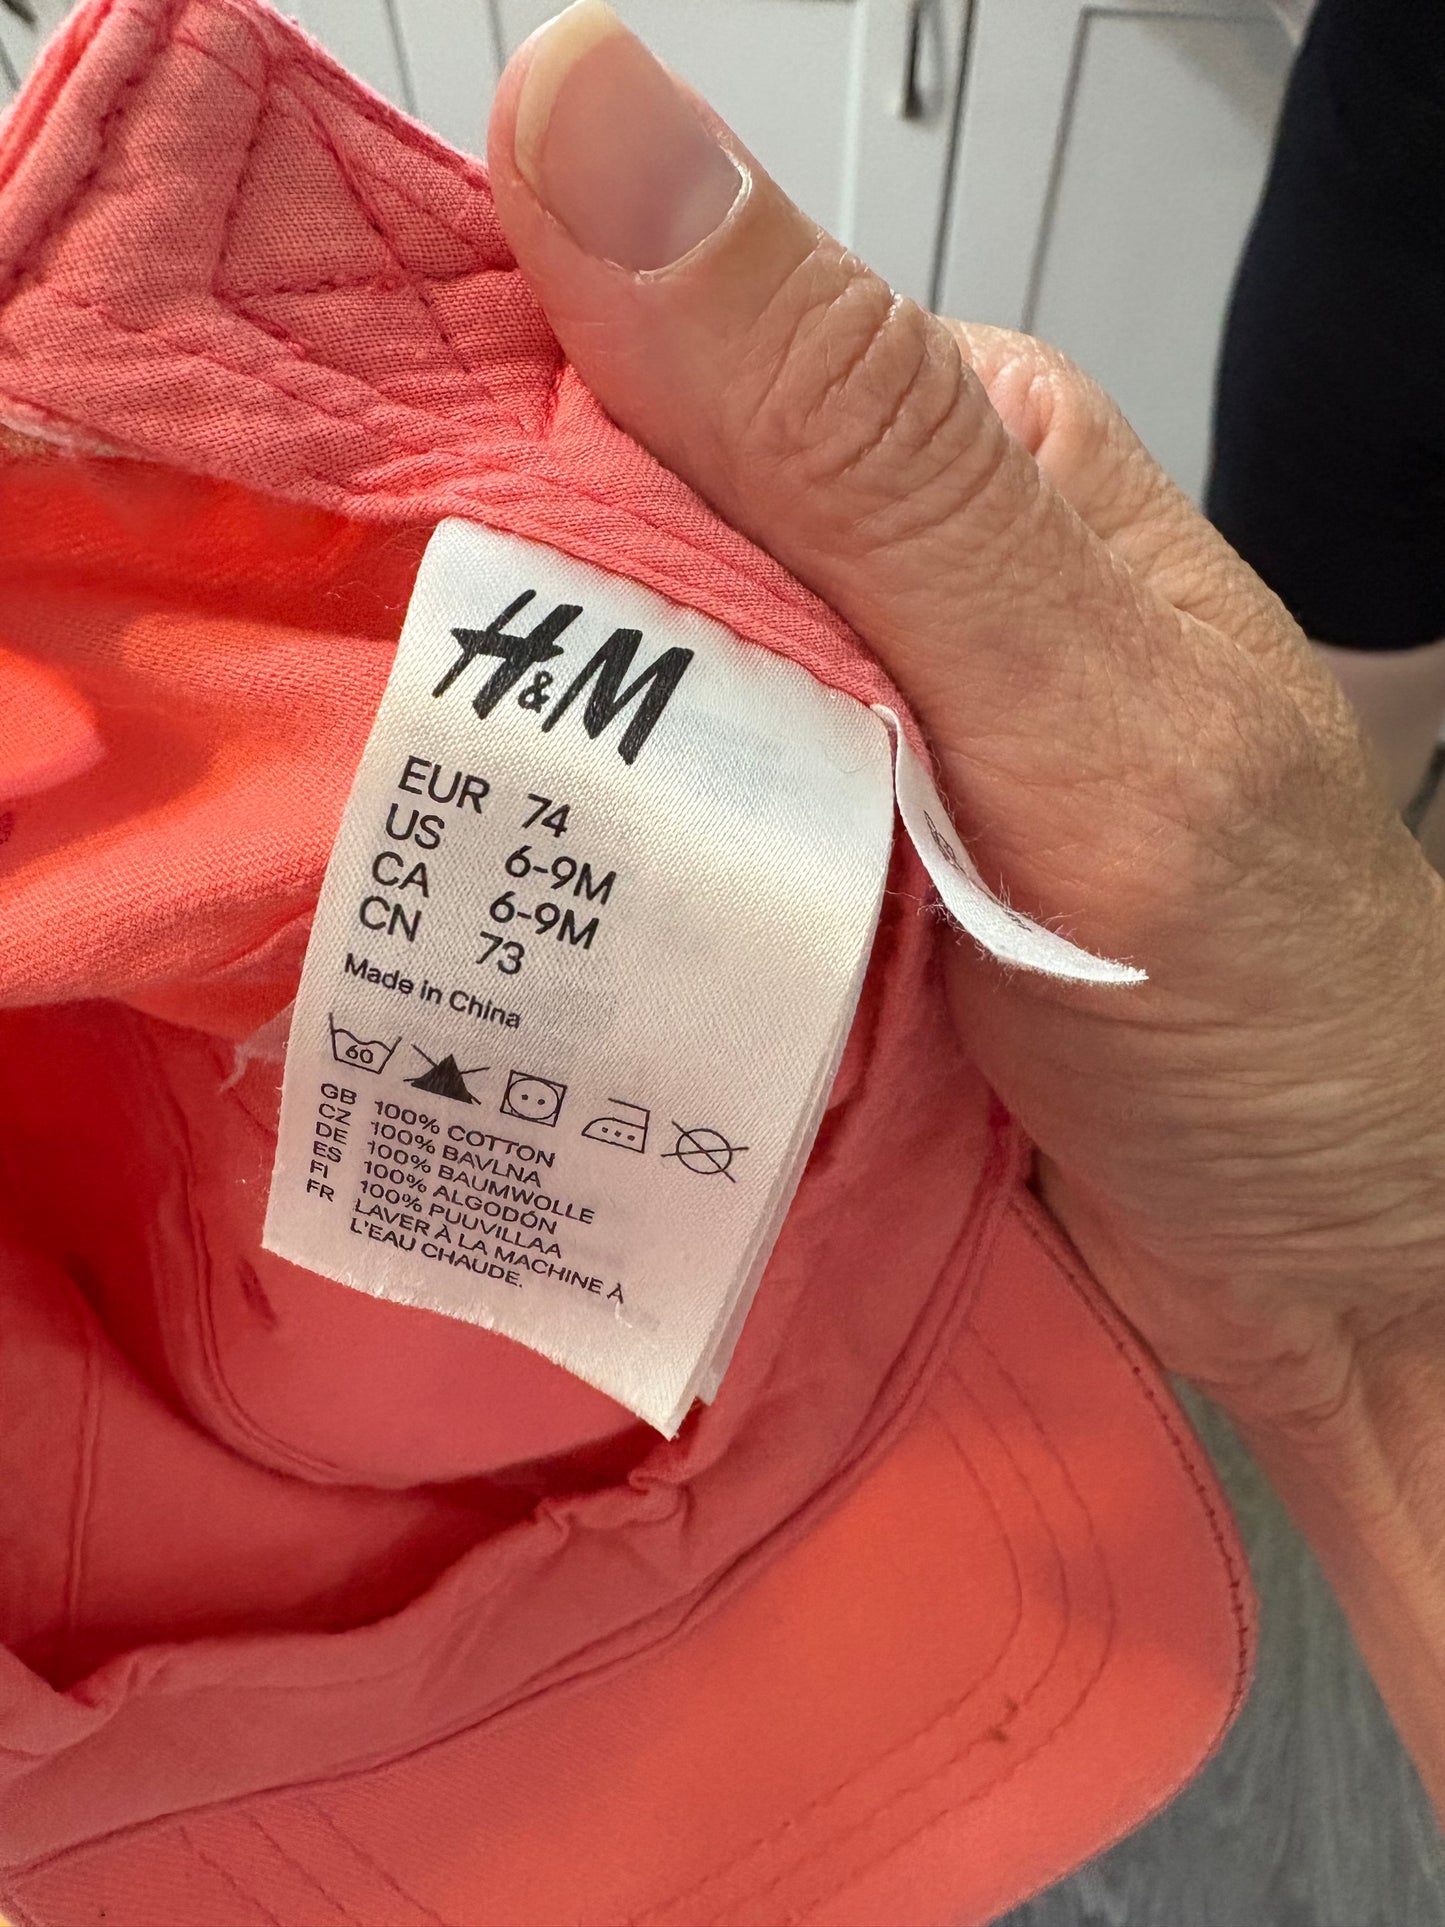 H&M
EUR 74
US 6-9M
CA 6-9M
CN 73
Made in China
60
GB 100% COTTON
CZ 100% BAVLNA
DE 100% BAUMWOLLE
ES 100% ALGODÓN
FI 100% PUUVILLAA
FR LAVER À LA MACHINE À
L'EAU CHAUDE.